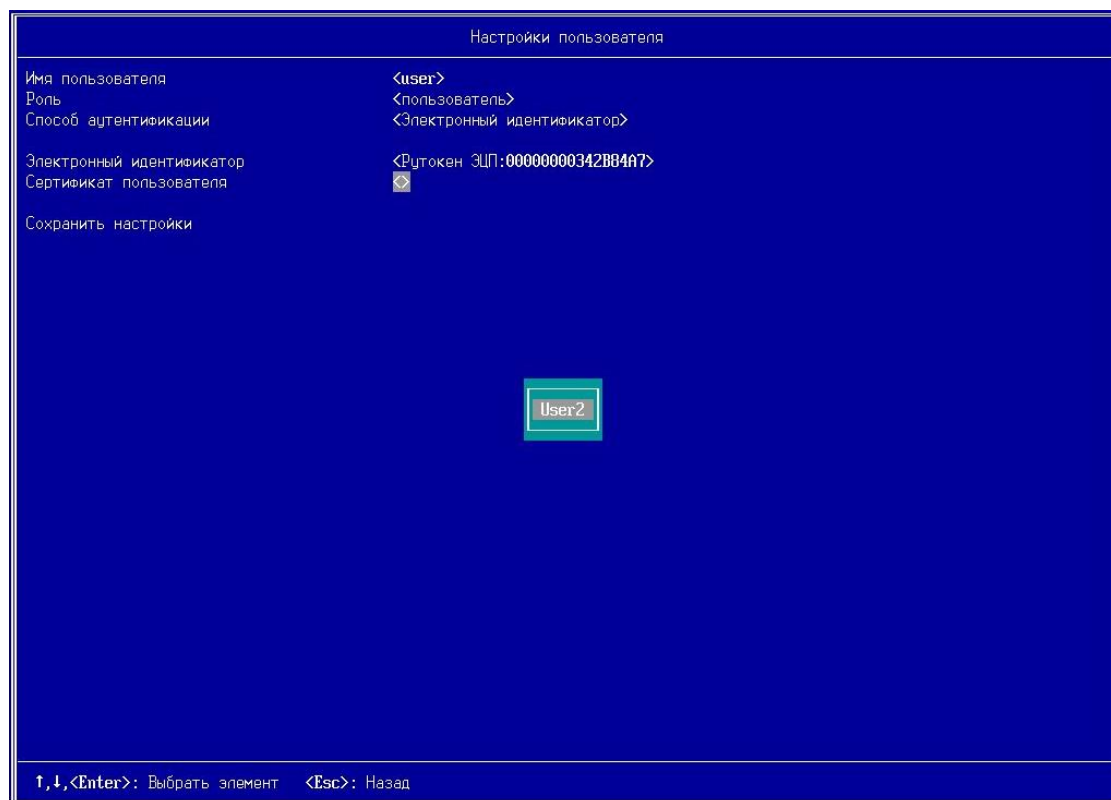 Настройки пользователя
Имя пользователя <user>
Роль <пользователь>
Способ аутентификации <Электронный идентификатор>
Электронный идентификатор <Рутокен ЭЦП:00000000342B84A7>
Сертификат пользователя <>
Сохранить настройки
User2
↑,↓,<Enter>: Выбрать элемент <Esc>: Назад